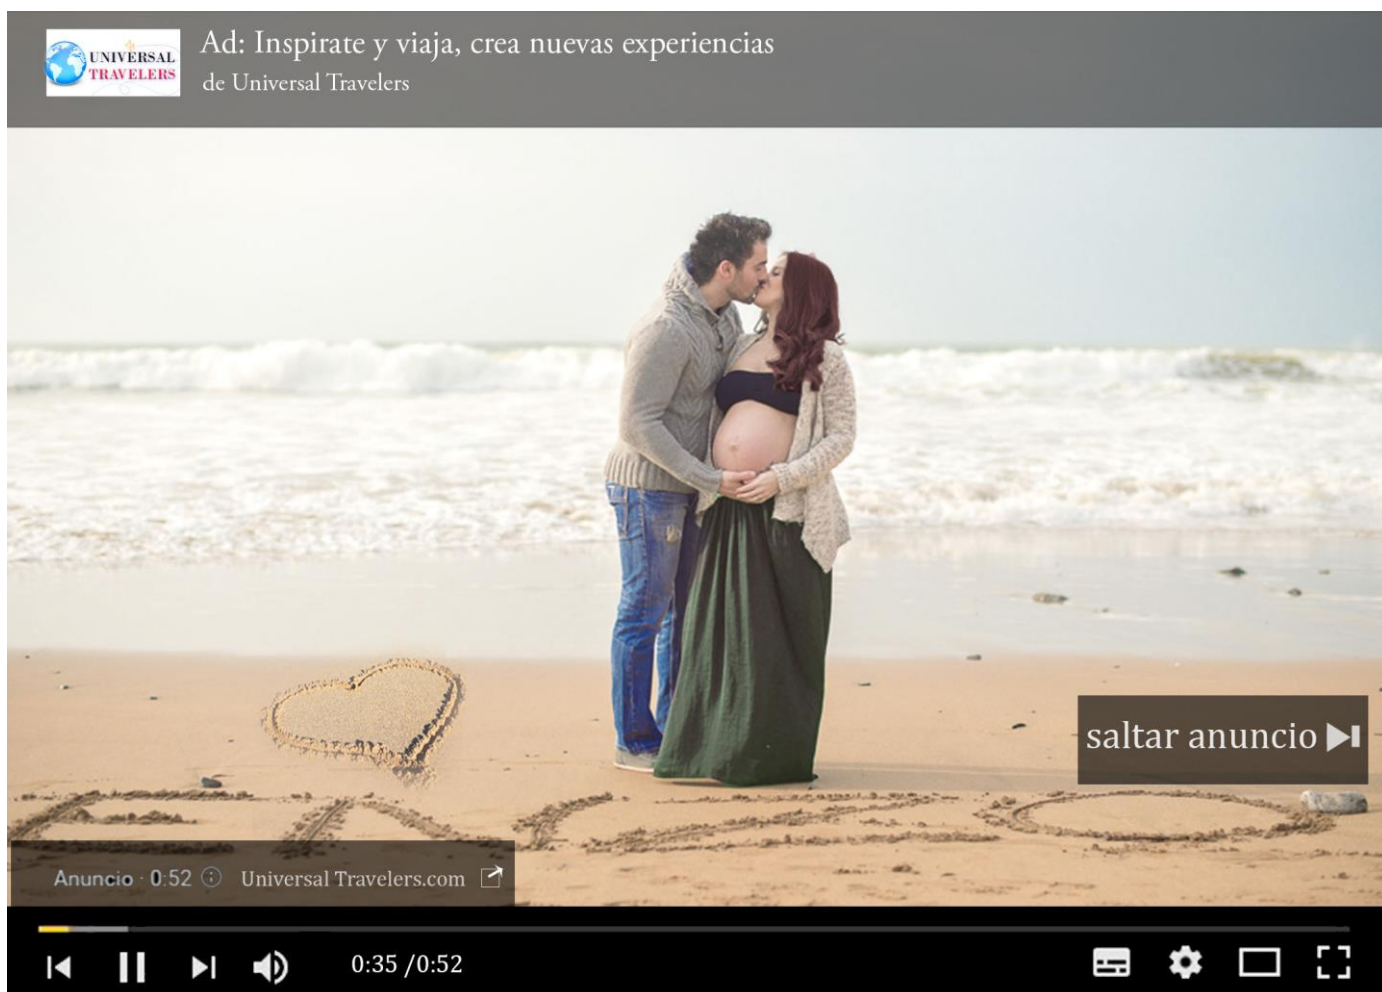 UNIVERSAL
TRAVELERS
Ad: Inspirate y viaja, crea nuevas experiencias
de Universal Travelers
saltar anuncio
Anuncio · 0:52 Universal Travelers.com
0:35 /0:52